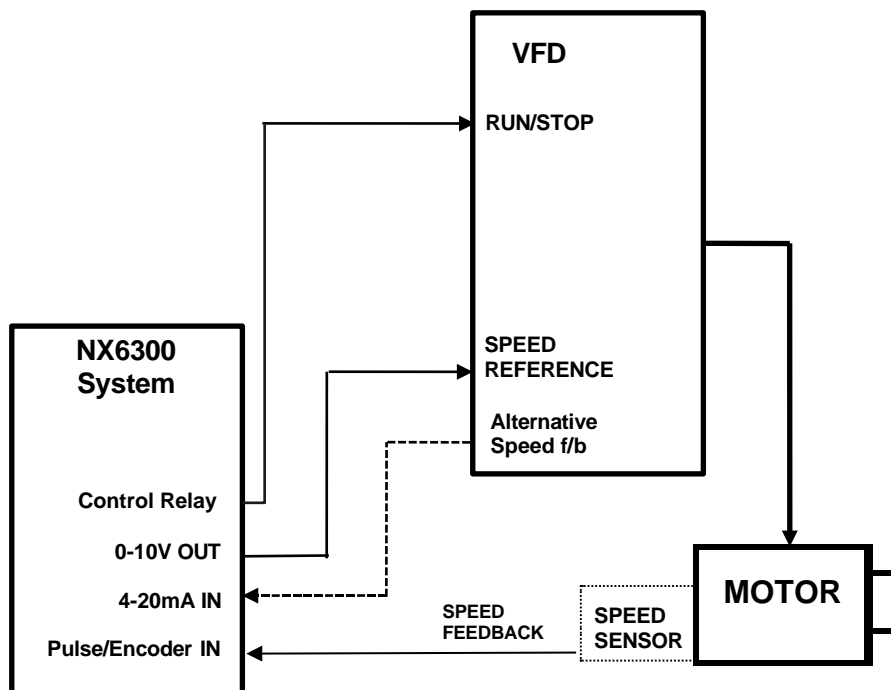 VFD
RUN/STOP
SPEED
REFERENCE
Alternative
Speed f/b
NX6300
System
Control Relay
0-10V OUT
4-20mA IN
Pulse/Encoder IN
SPEED
FEEDBACK
SPEED
SENSOR
MOTOR